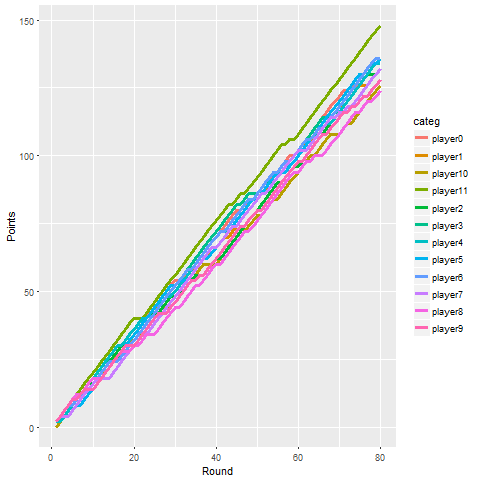 150
100
50
0
Points
0
20
40
60
80
Round
categ
player0
player1
player10
player11
player2
player3
player4
player5
player6
player7
player8
player9